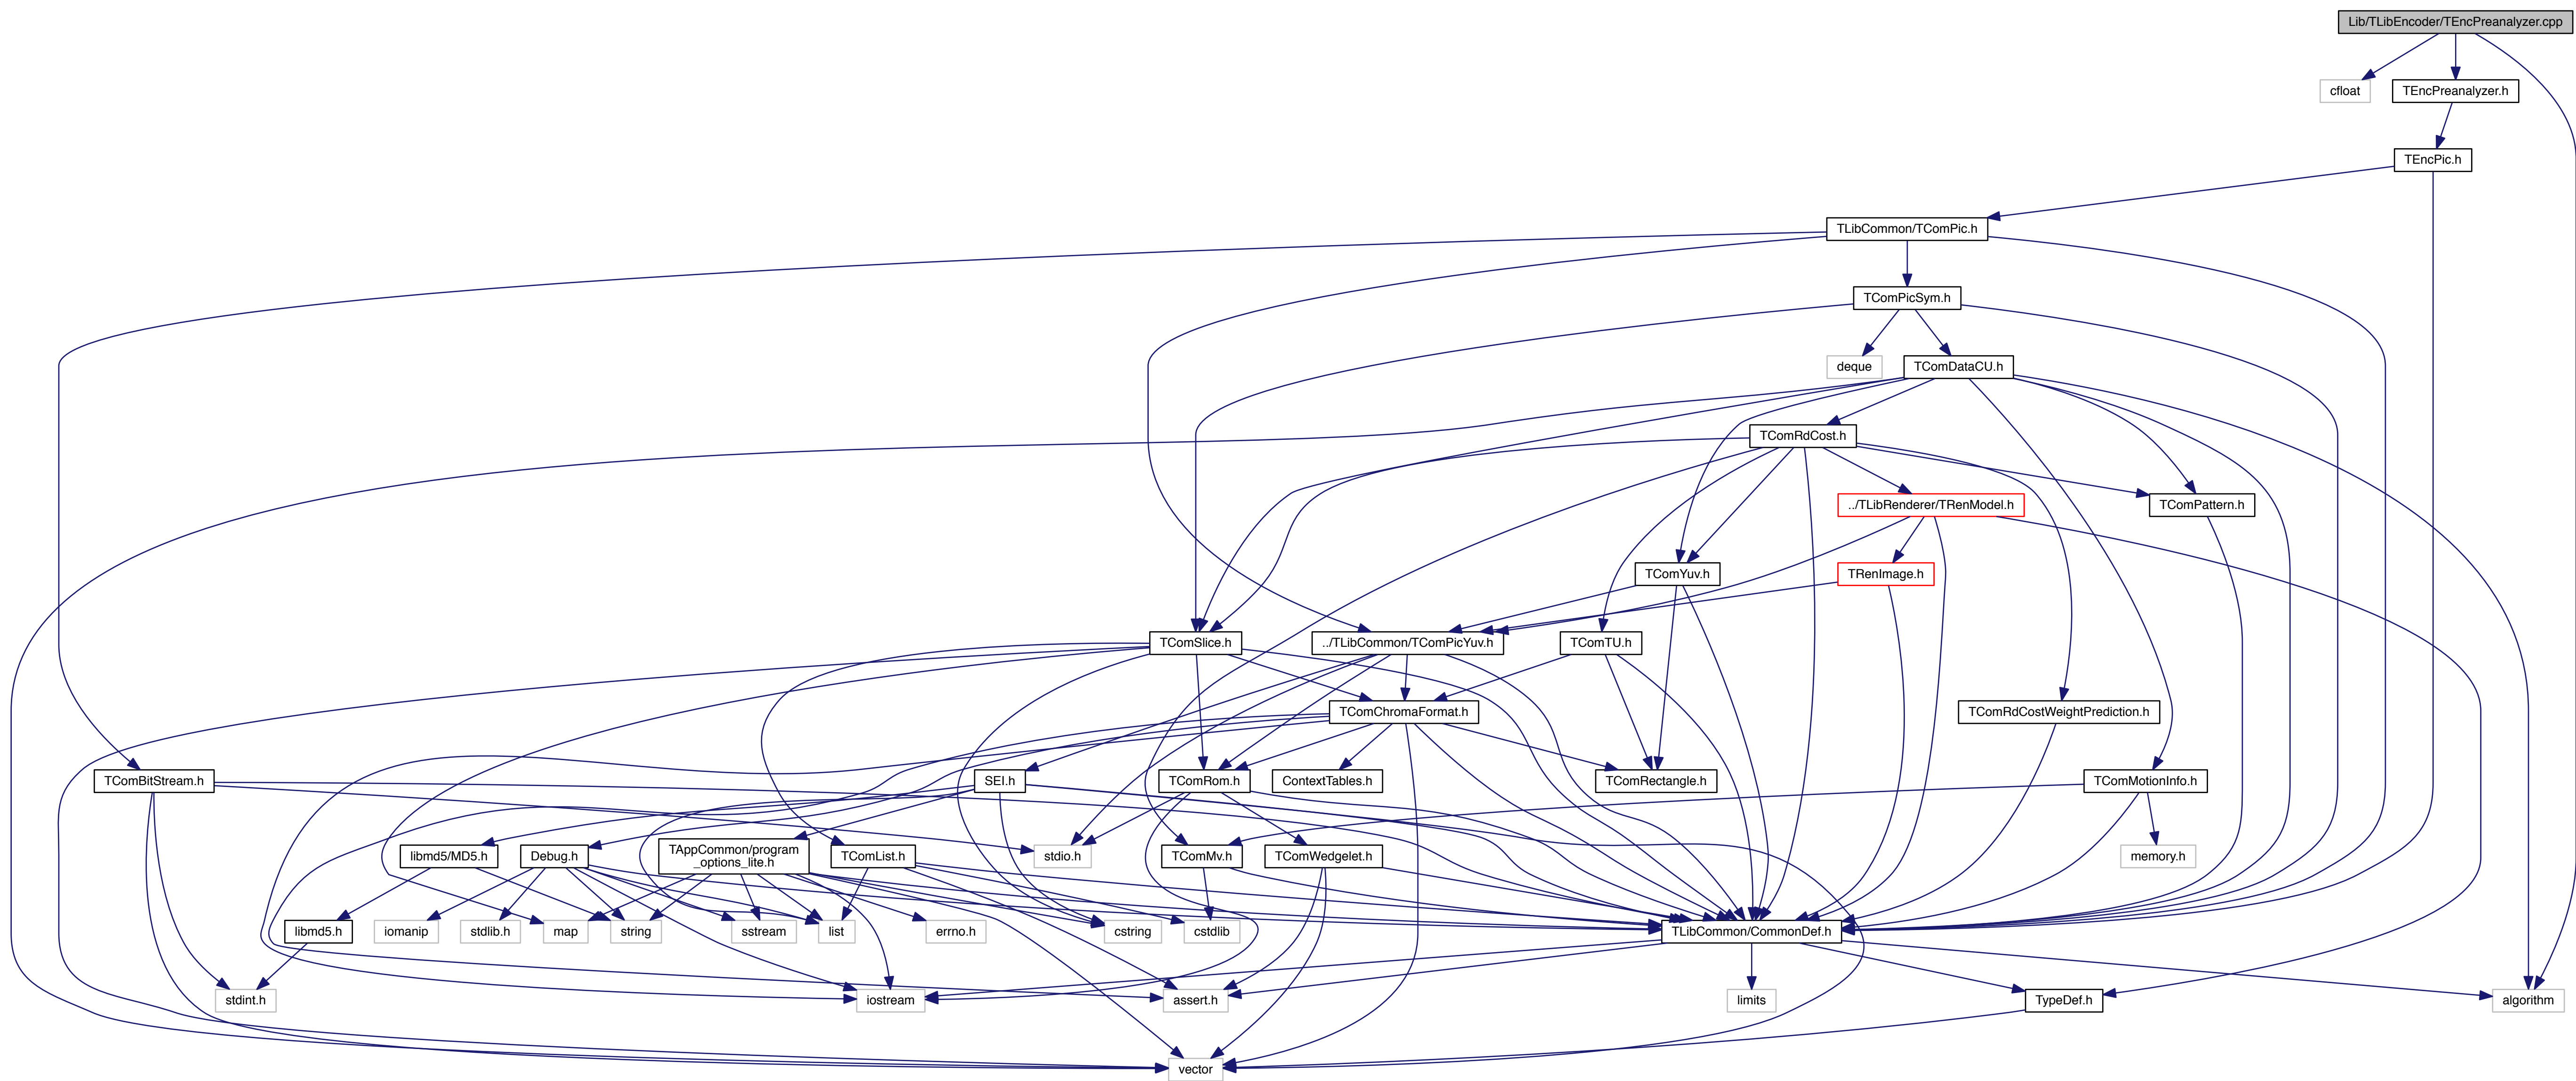 Lib/TLibEncoder/TEncPreanalyzer.cpp
cfloat
TEncPreanalyzer.h
TEncPic.h
TLibCommon/TComPic.h
TComPicSym.h
deque
TComDataCU.h
TComRdCost.h
../TLibRenderer/TRenModel.h
TComPattern.h
TComYuv.h
TRenImage.h
TComSlice.h
../TLibCommon/TComPicYuv.h
TComTU.h
TComChromaFormat.h
TComRdCostWeightPrediction.h
TComBitStream.h
SEI.h
TComRom.h
ContextTables.h
TComRectangle.h
TComMotionInfo.h
libmd5/MD5.h
Debug.h
TAppCommon/program
_options_lite.h
TComList.h
stdio.h
TComMv.h
TComWedgelet.h
memory.h
libmd5.h
iomanip
stdlib.h
map
string
sstream
list
errno.h
cstring
cstdlib
TLibCommon/CommonDef.h
stdint.h
iostream
assert.h
limits
TypeDef.h
algorithm
vector